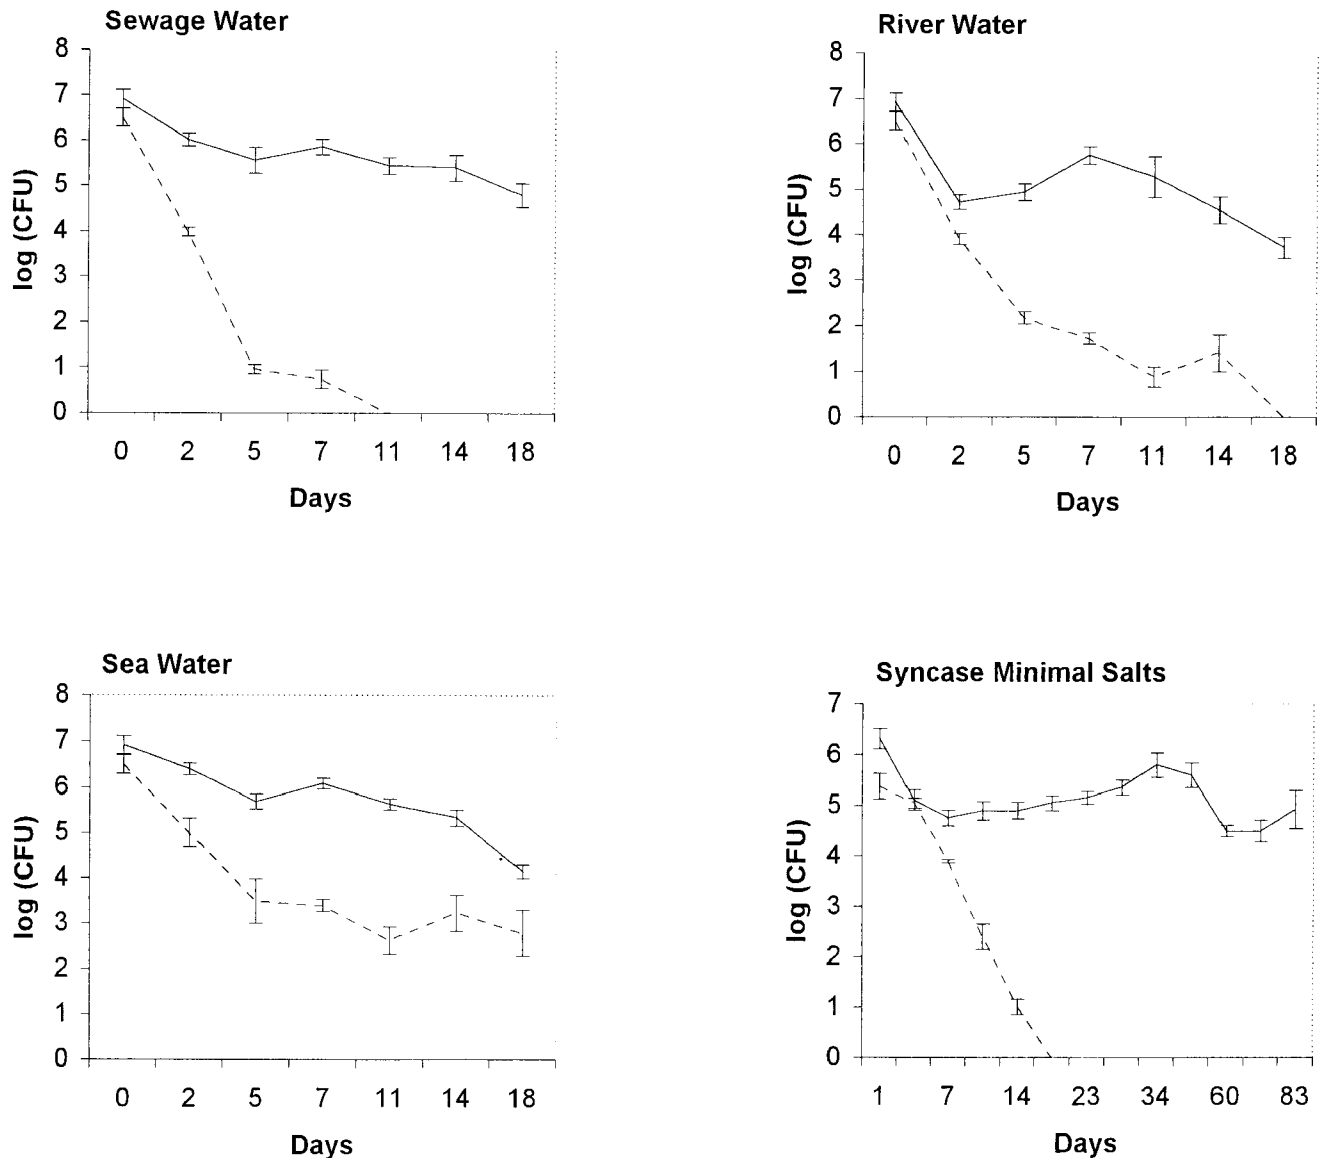 Sewage Water
8
7
6
5
4
3
2
1
0
log (CFU)
0 2 5 7 11 14 18
Days
River Water
8
7
6
5
4
3
2
1
0
log (CFU)
0 2 5 7 11 14 18
Days
Sea Water
8
7
6
5
4
3
2
1
0
log (CFU)
0 2 5 7 11 14 18
Days
Syncase Minimal Salts
7
6
5
4
3
2
1
0
log (CFU)
1 7 14 23 34 60 83
Days